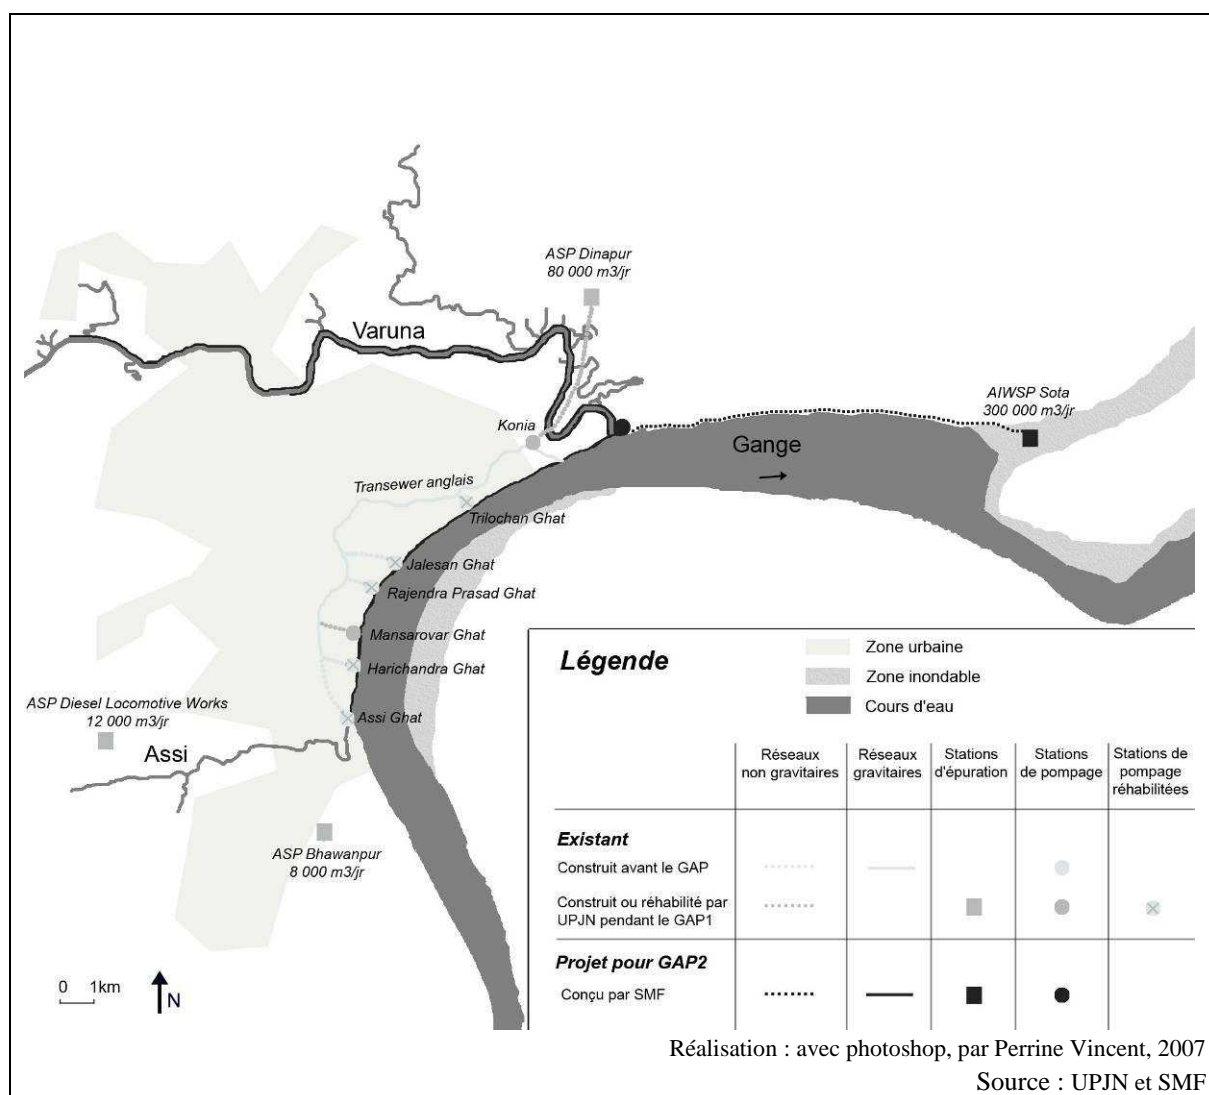 ASP Dinapur
80 000 m3/jr
Varuna
AIWSP Sota
300 000 m3/jr
Konia
Gange
Transewer anglais
Trilochan Ghat
Jalesan Ghat
Rajendra Prasad Ghat
Mansarovar Ghat
Harichandra Ghat
ASP Diesel Locomotive Works
12 000 m3/jr
Assi Ghat
Assi
ASP Bhawanpur
8 000 m3/jr
0 1km
N
Légende
Zone urbaine
Zone inondable
Cours d'eau
Réseaux
non gravitaires
Réseaux
gravitaires
Stations
d'épuration
Stations
de pompage
Stations de
pompage
réhabilitées
Existant
Construit avant le GAP
Construit ou réhabilité par
UPJN pendant le GAP1
Projet pour GAP2
Conçu par SMF
Réalisation : avec photoshop, par Perrine Vincent, 2007
Source : UPJN et SMF